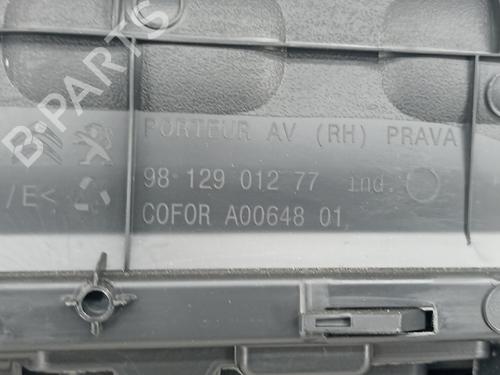 PORTEUR AV (RH) PRAVA
98 129 012 77 ind.
/E<
COFOR A00648 01
B-PARTS